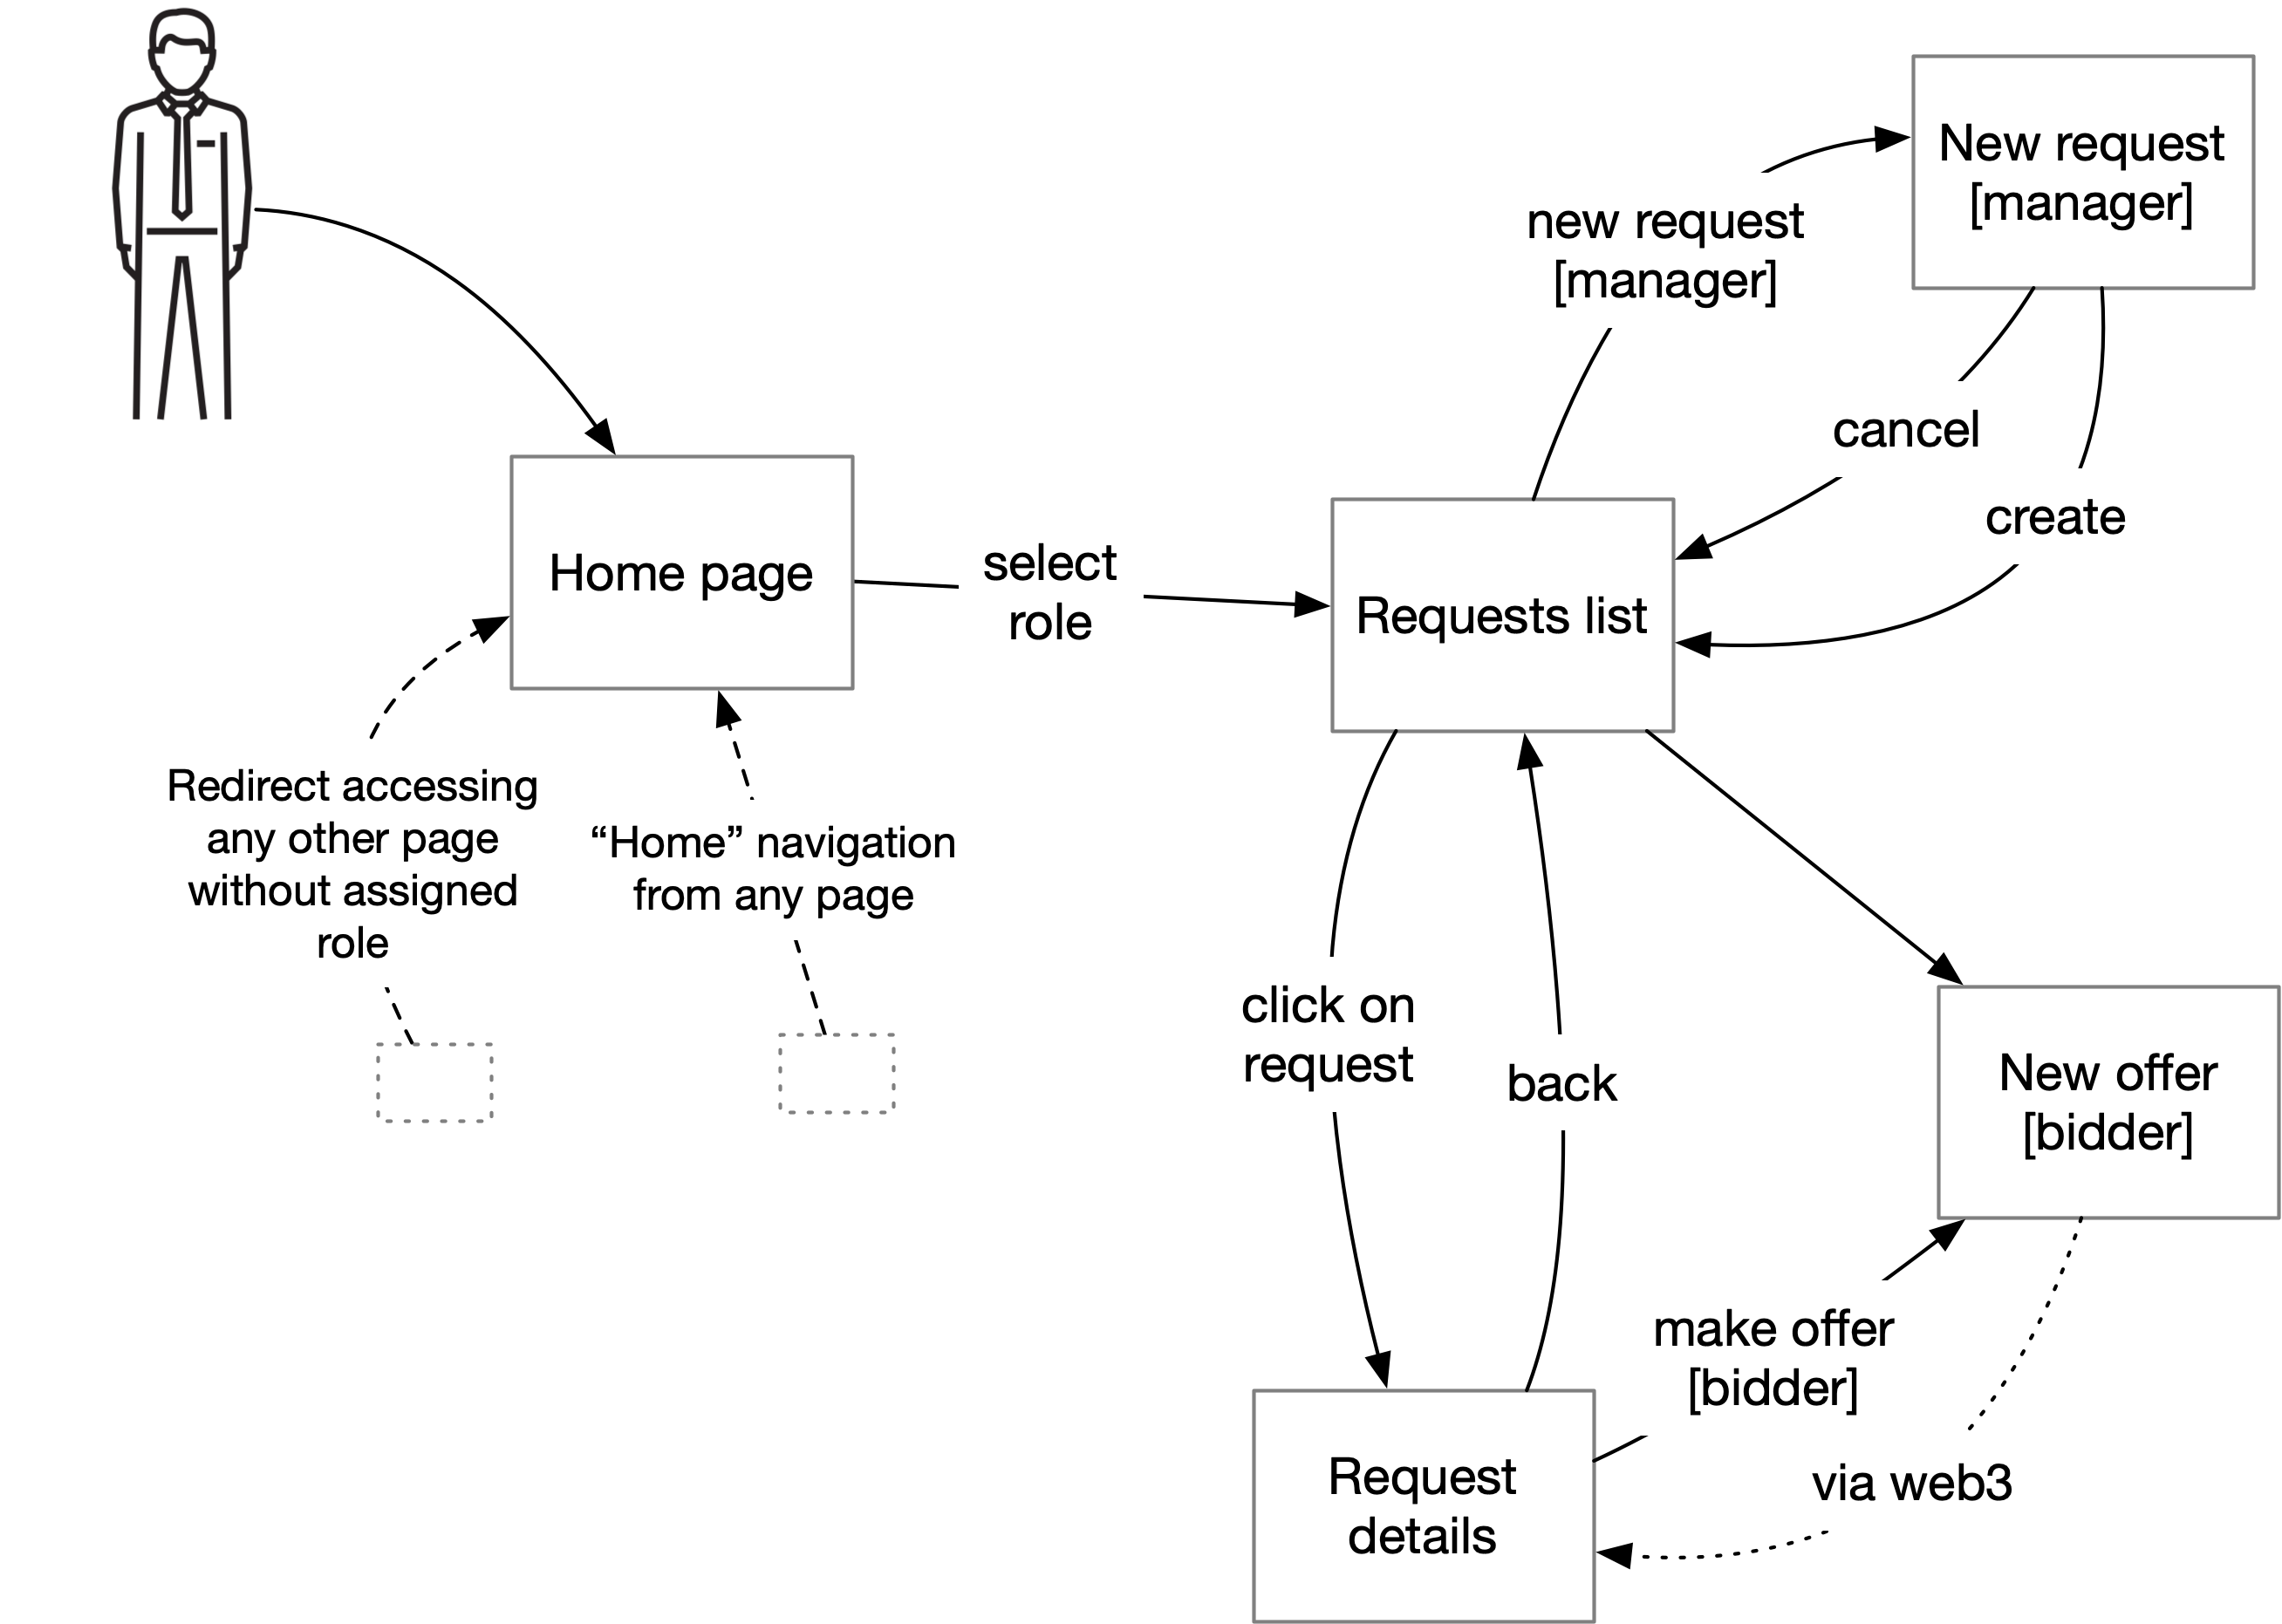 New request
[manager]
new request
[manager]
cancel
create
Home page
select
role
Requests list
Redirect accessing
any other page
without assigned
role
“Home” navigation
from any page
click on
request
back
New offer
[bidder]
make offer
[bidder]
via web3
Request
details